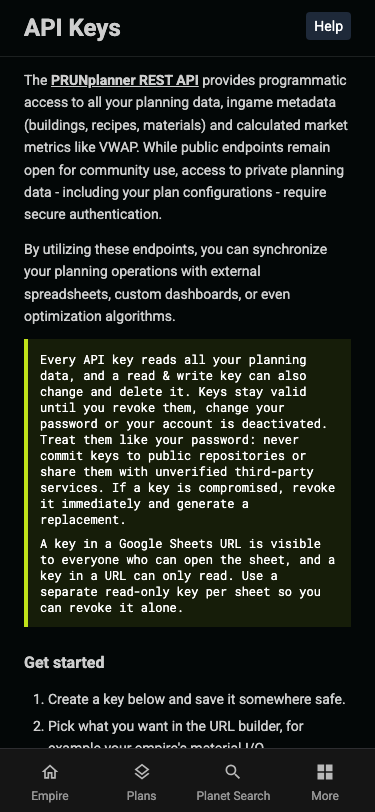 API Keys
Help
The PRUNplanner REST API provides programmatic
access to all your planning data, ingame metadata
(buildings, recipes, materials) and calculated market
metrics like VWAP. While public endpoints remain
open for community use, access to private planning
data - including your plan configurations - require
secure authentication.
By utilizing these endpoints, you can synchronize
your planning operations with external
spreadsheets, custom dashboards, or even
optimization algorithms.
Every API key reads all your planning
data, and a read & write key can also
change and delete it. Keys stay valid
until you revoke them, change your
password or your account is deactivated.
Treat them like your password: never
commit keys to public repositories or
share them with unverified third-party
services. If a key is compromised, revoke
it immediately and generate a
replacement.
A key in a Google Sheets URL is visible
to everyone who can open the sheet, and a
key in a URL can only read. Use a
separate read-only key per sheet so you
can revoke it alone.
Get started
1. Create a key below and save it somewhere safe.
2. Pick what you want in the URL builder, for
example your empire's material I/O
Empire
Plans
Planet Search
More